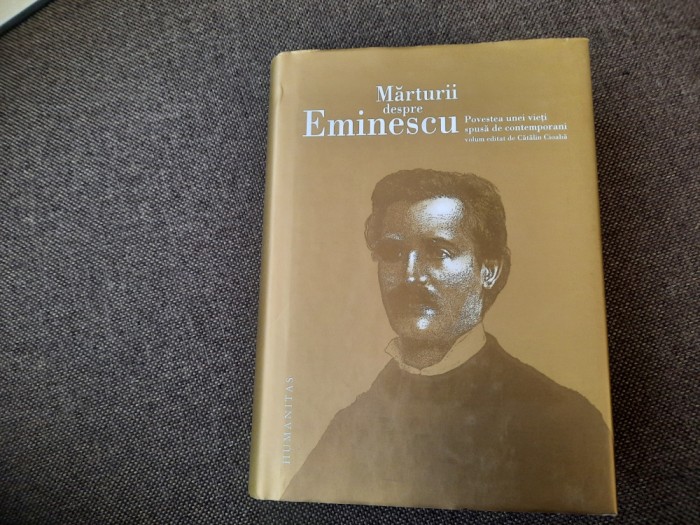 Mărturii
despre
Eminescu
Povestea unei vieți
spusă de contemporani
volum editat de Cătălin Cioabă
HUMANITAS